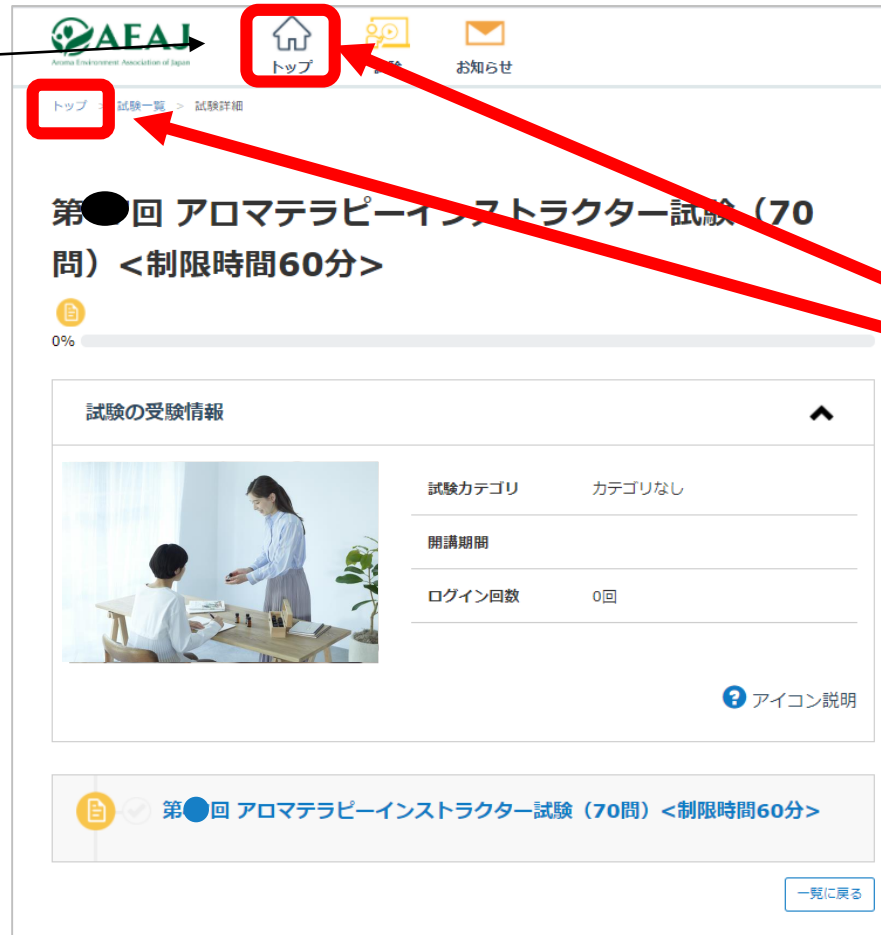 AEAJ
Aroma Environment Association of Japan
トップ
お知らせ
トップ > 試験一覧 > 試験詳細
第 回 アロマテラピーインストラクター試験（70
問）<制限時間60分>
0%
試験の受験情報
試験カテゴリ カテゴリなし
開講期間
ログイン回数 0回
? アイコン説明
第 回 アロマテラピーインストラクター試験（70問）<制限時間60分>
一覧に戻る